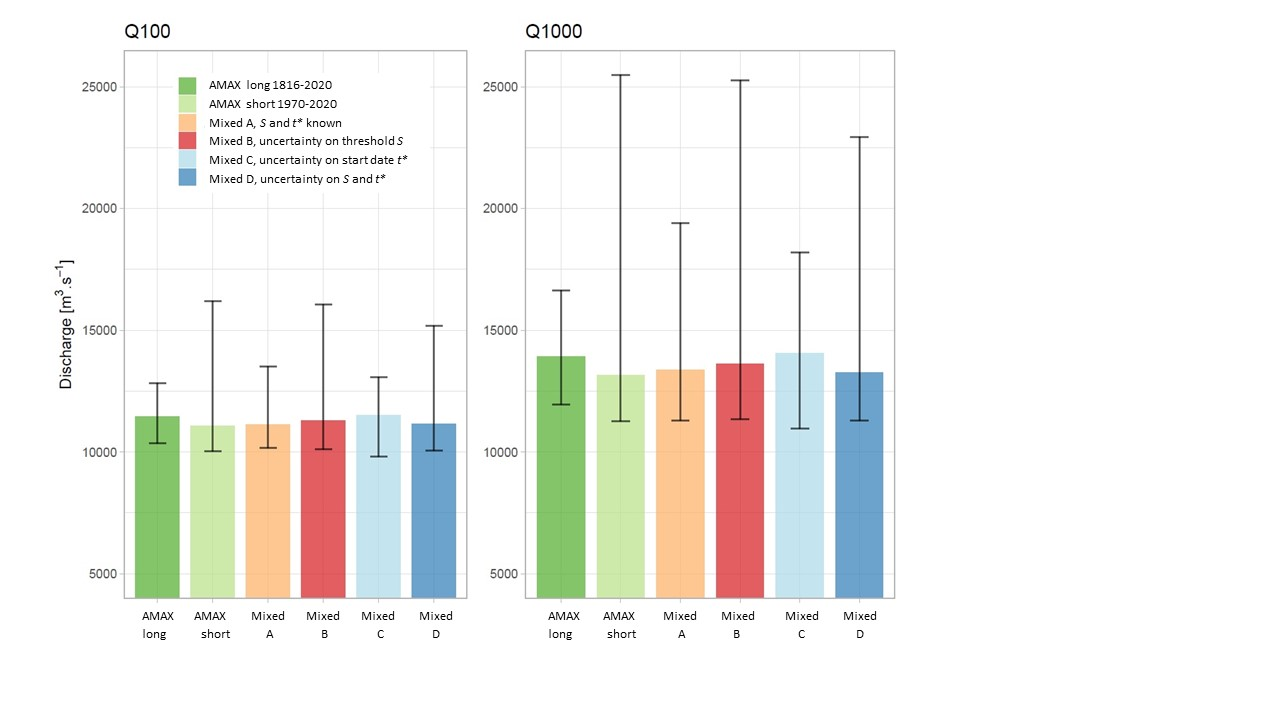 Q100
Q1000
Discharge [m³.s⁻¹]
25000
20000
15000
10000
5000
AMAX long 1816-2020
AMAX short 1970-2020
Mixed A, S and t* known
Mixed B, uncertainty on threshold S
Mixed C, uncertainty on start date t*
Mixed D, uncertainty on S and t*
25000
20000
15000
10000
5000
AMAX AMAX Mixed Mixed Mixed Mixed
long short A B C D
AMAX AMAX Mixed Mixed Mixed Mixed
long short A B C D